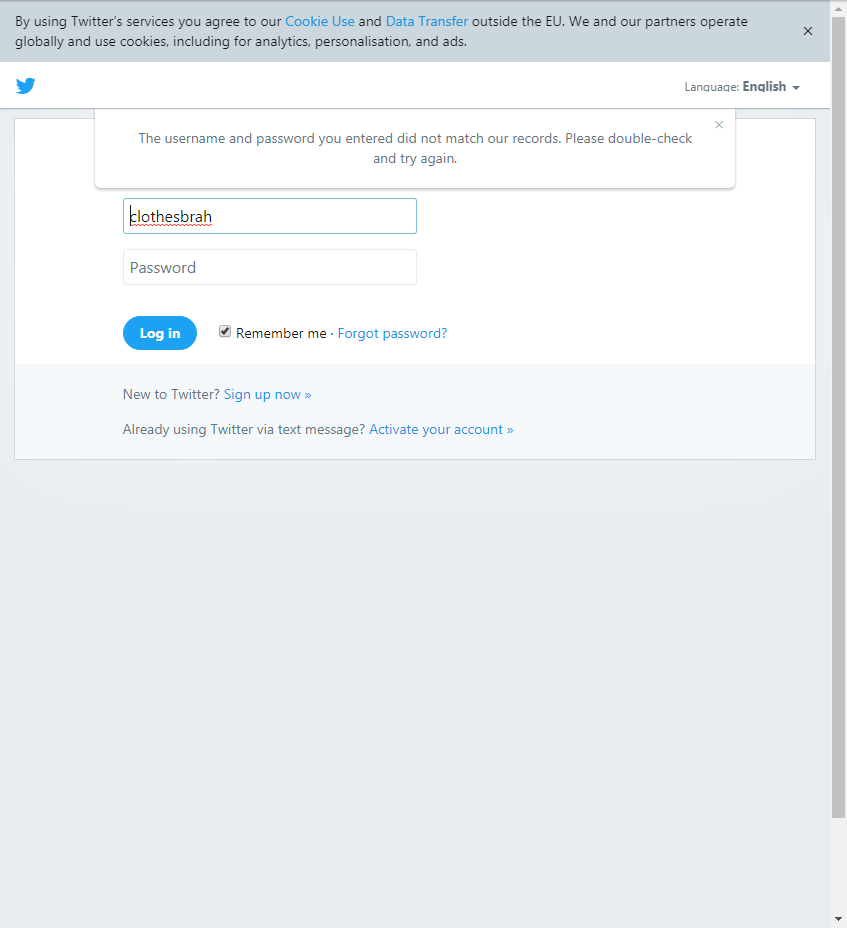 By using Twitter's services you agree to our Cookie Use and Data Transfer outside the EU. We and our partners operate
globally and use cookies, including for analytics, personalisation, and ads.
Language: English
The username and password you entered did not match our records. Please double-check
and try again.
clothesbrah
Password
Log in Remember me · Forgot password?
New to Twitter? Sign up now »
Already using Twitter via text message? Activate your account »